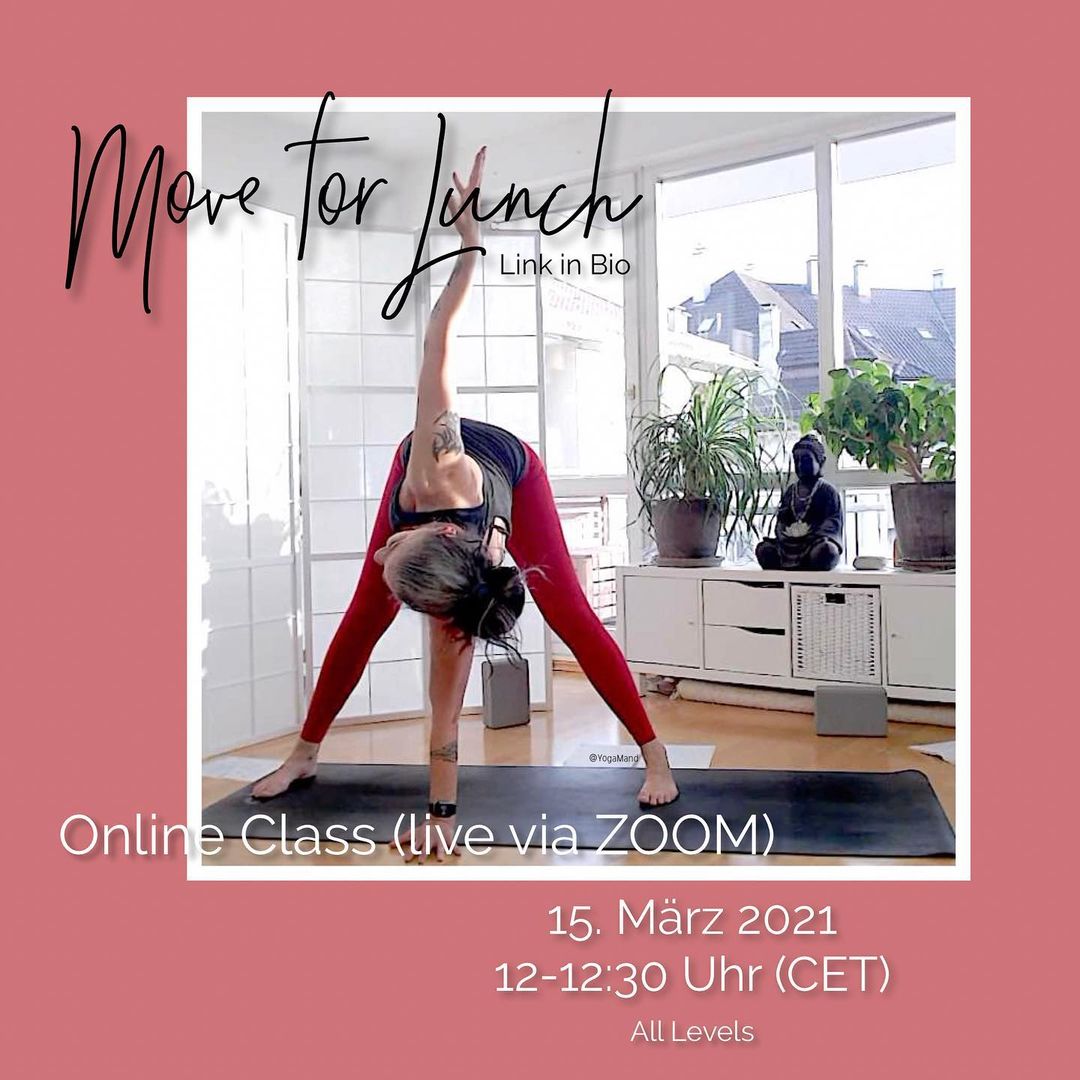 Move for Lunch
Link in Bio
@YogaMand
Online Class (live via ZOOM)
15. März 2021
12-12:30 Uhr (CET)
All Levels